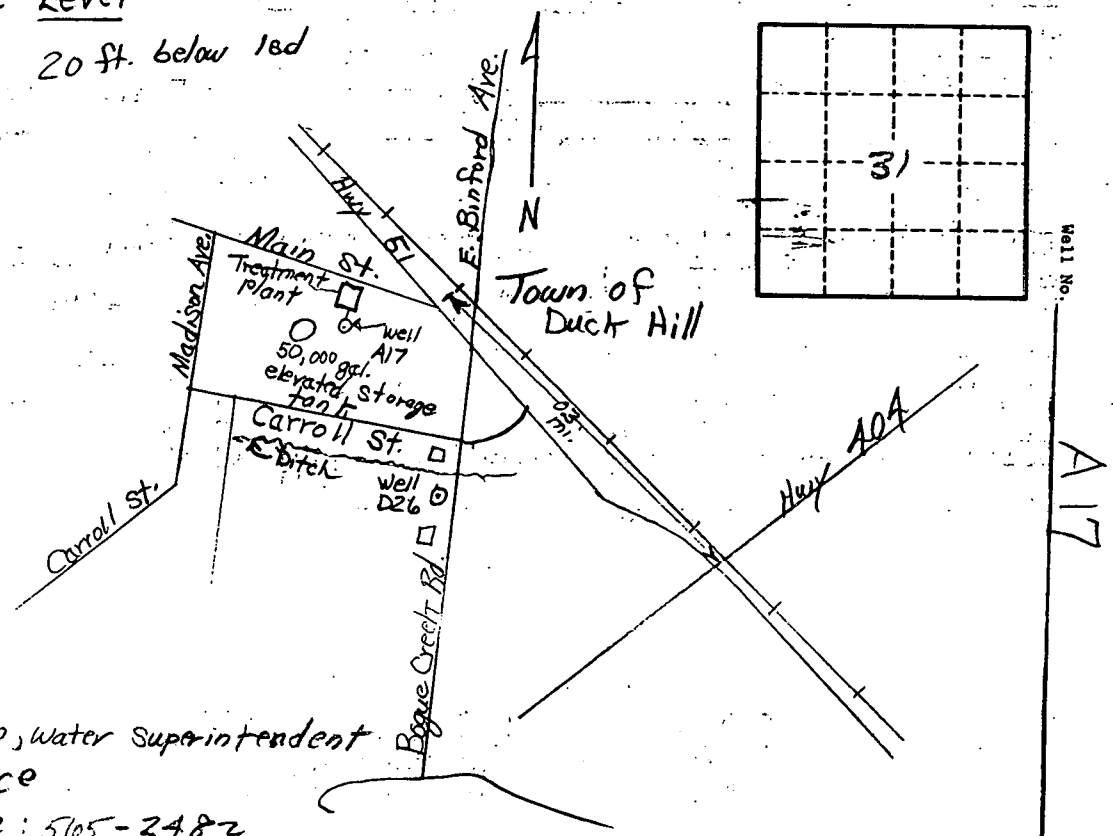 Level
20 ft. below lsd
E. Binford Ave.
N
31
Well No.
A17
Hwy 51
Main St.
Madison Ave.
Treatment
Plant
Well
A17
50,000 gal.
elevated storage
tank
Town of
Duck Hill
0.3
mi.
Hwy 404
Carroll St.
Ditch
Well
D26
Carroll St.
Bogue Creek Rd.
, Water Superintendent
: 565-2482